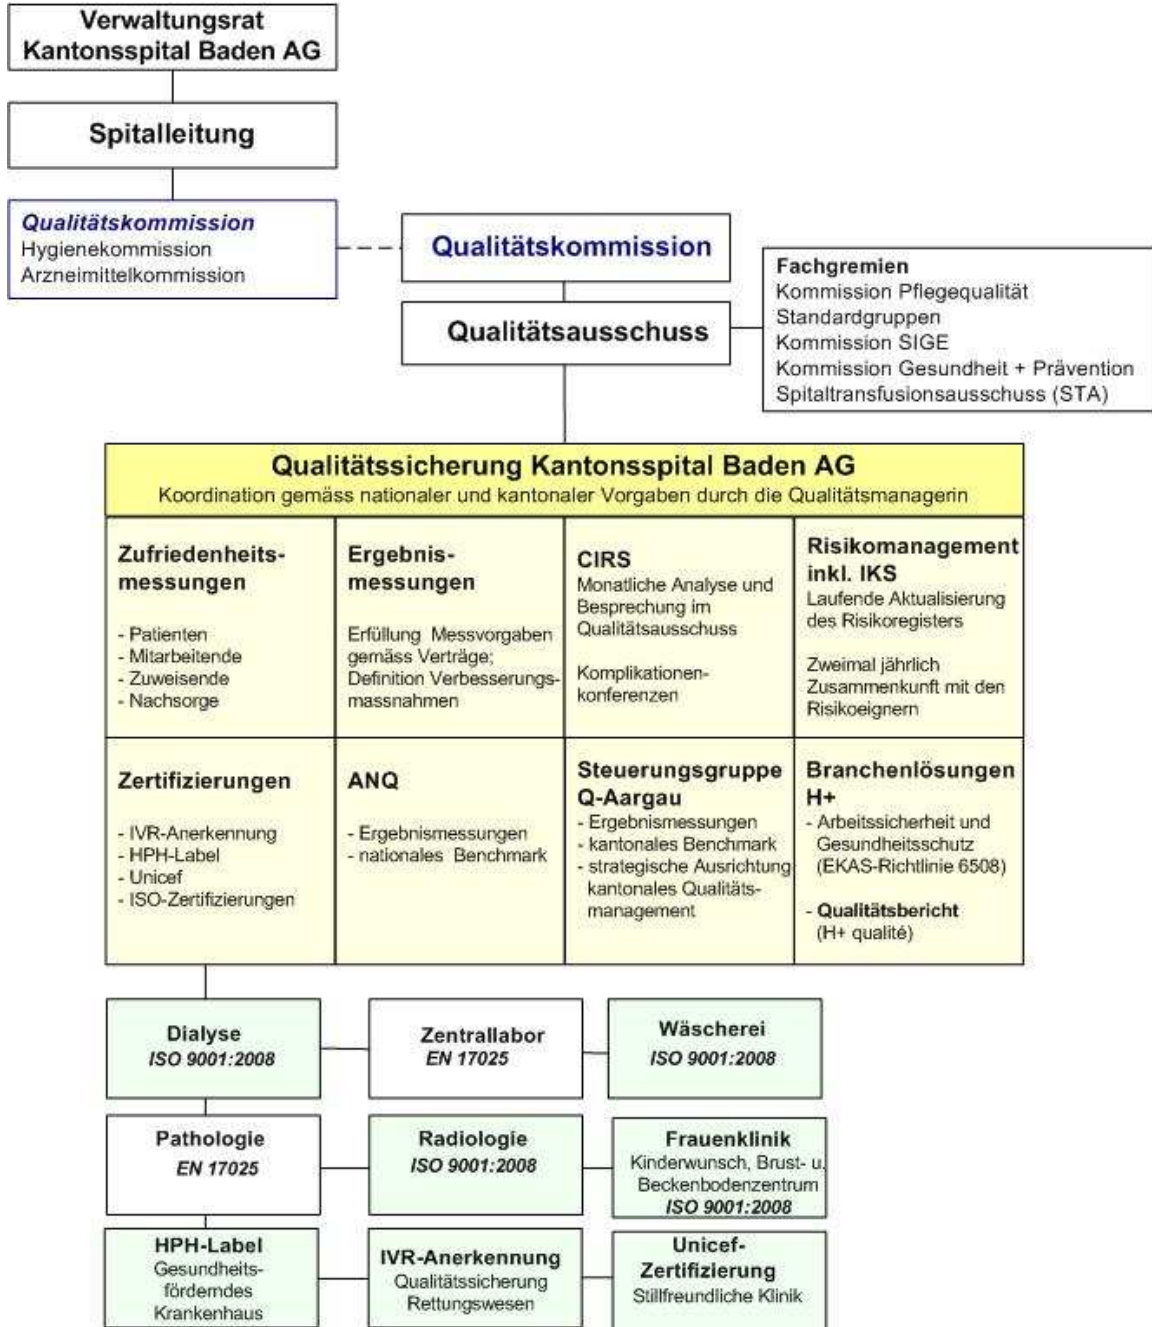 Verwaltungsrat
Kantonsspital Baden AG
Spitalleitung
Qualitätskommission
Hygienekommission
Arzneimittelkommission
Qualitätskommission
Qualitätsausschuss
Fachgremien
Kommission Pflegequalität
Standardgruppen
Kommission SIGE
Kommission Gesundheit + Prävention
Spitaltransfusionsausschuss (STA)
Qualitätssicherung Kantonsspital Baden AG
Koordination gemäss nationaler und kantonaler Vorgaben durch die Qualitätsmanagerin
Zufriedenheits-
messungen
- Patienten
- Mitarbeitende
- Zuweisende
- Nachsorge
Ergebnis-
messungen
Erfüllung Messvorgaben
gemäss Verträge;
Definition Verbesserungs-
massnahmen
CIRS
Monatliche Analyse und
Besprechung im
Qualitätsausschuss
Komplikationen-
konferenzen
Risikomanagement
inkl. IKS
Laufende Aktualisierung
des Risikoregisters
Zweimal jährlich
Zusammenkunft mit den
Risikoeignern
Zertifizierungen
- IVR-Anerkennung
- HPH-Label
- Unicef
- ISO-Zertifizierungen
ANQ
- Ergebnismessungen
- nationales Benchmark
Steuerungsgruppe
Q-Aargau
- Ergebnismessungen
- kantonales Benchmark
- strategische Ausrichtung
kantonales Qualitäts-
management
Branchenlösungen
H+
- Arbeitssicherheit und
Gesundheitsschutz
(EKAS-Richtlinie 6508)
- Qualitätsbericht
(H+ qualité)
Dialyse
ISO 9001:2008
Zentrallabor
EN 17025
Wäscherei
ISO 9001:2008
Pathologie
EN 17025
Radiologie
ISO 9001:2008
Frauenklinik
Kinderwunsch, Brust- u.
Beckenbodenzentrum
ISO 9001:2008
HPH-Label
Gesundheits-
förderndes
Krankenhaus
IVR-Anerkennung
Qualitätssicherung
Rettungswesen
Unicef-
Zertifizierung
Stillfreundliche Klinik